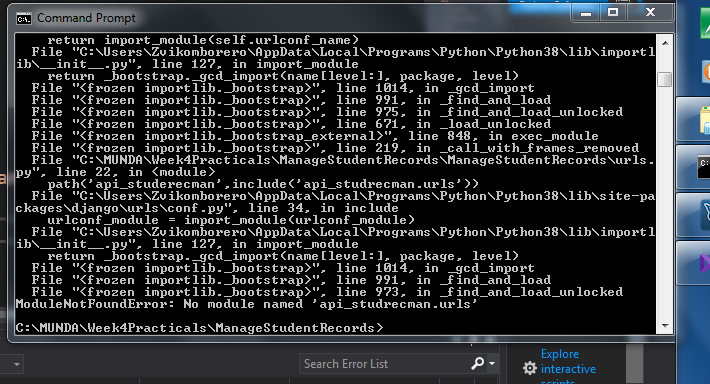 Command Prompt
return import_module(self.urlconf_name)
File "C:\Users\Zvikomborero\AppData\Local\Programs\Python\Python38\lib\importl
ib\__init__.py", line 127, in import_module
return _bootstrap._gcd_import(name[level:], package, level)
File "<frozen importlib._bootstrap>", line 1014, in _gcd_import
File "<frozen importlib._bootstrap>", line 991, in _find_and_load
File "<frozen importlib._bootstrap>", line 975, in _find_and_load_unlocked
File "<frozen importlib._bootstrap>", line 671, in _load_unlocked
File "<frozen importlib._bootstrap_external>", line 848, in exec_module
File "<frozen importlib._bootstrap>", line 219, in _call_with_frames_removed
File "C:\MUNDA\Week4Practicals\ManageStudentRecords\ManageStudentRecords\urls.
py", line 22, in <module>
path('api_studerecman',include('api_studrecman.urls'))
File "C:\Users\Zvikomborero\AppData\Local\Programs\Python\Python38\lib\site-pa
ckages\django\urls\conf.py", line 34, in include
urlconf_module = import_module(urlconf_module)
File "C:\Users\Zvikomborero\AppData\Local\Programs\Python\Python38\lib\importl
ib\__init__.py", line 127, in import_module
return _bootstrap._gcd_import(name[level:], package, level)
File "<frozen importlib._bootstrap>", line 1014, in _gcd_import
File "<frozen importlib._bootstrap>", line 991, in _find_and_load
File "<frozen importlib._bootstrap>", line 973, in _find_and_load_unlocked
ModuleNotFoundError: No module named 'api_studrecman.urls'
C:\MUNDA\Week4Practicals\ManageStudentRecords>
Search Error List
Explore
interactive
scripts